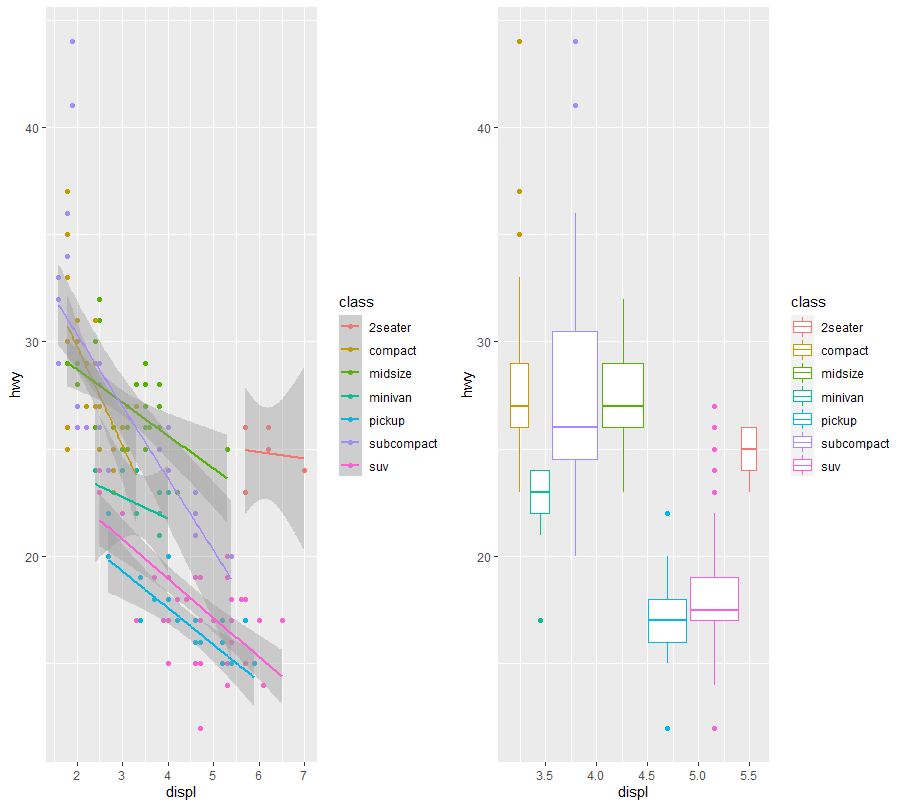 hwy
40
30
20
2
3
4
5
6
7
displ
class
2seater
compact
midsize
minivan
pickup
subcompact
suv
hwy
40
30
20
3.5
4.0
4.5
5.0
5.5
displ
class
2seater
compact
midsize
minivan
pickup
subcompact
suv